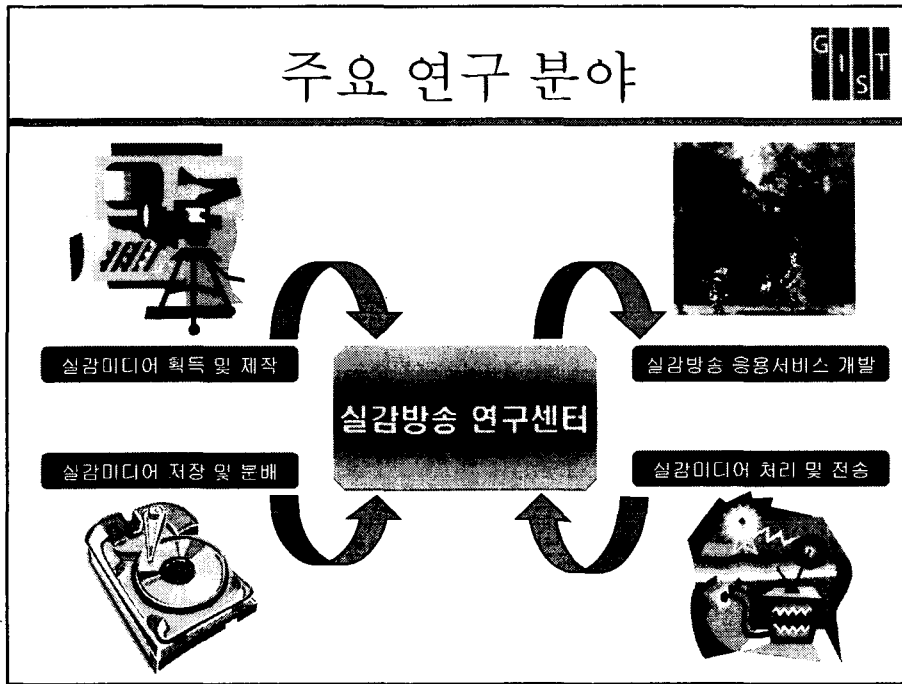 주요 연구 분야
GIST
실감미디어 획득 및 제작
실감방송 응용서비스 개발
실감방송 연구센터
실감미디어 저장 및 분배
실감미디어 처리 및 전송